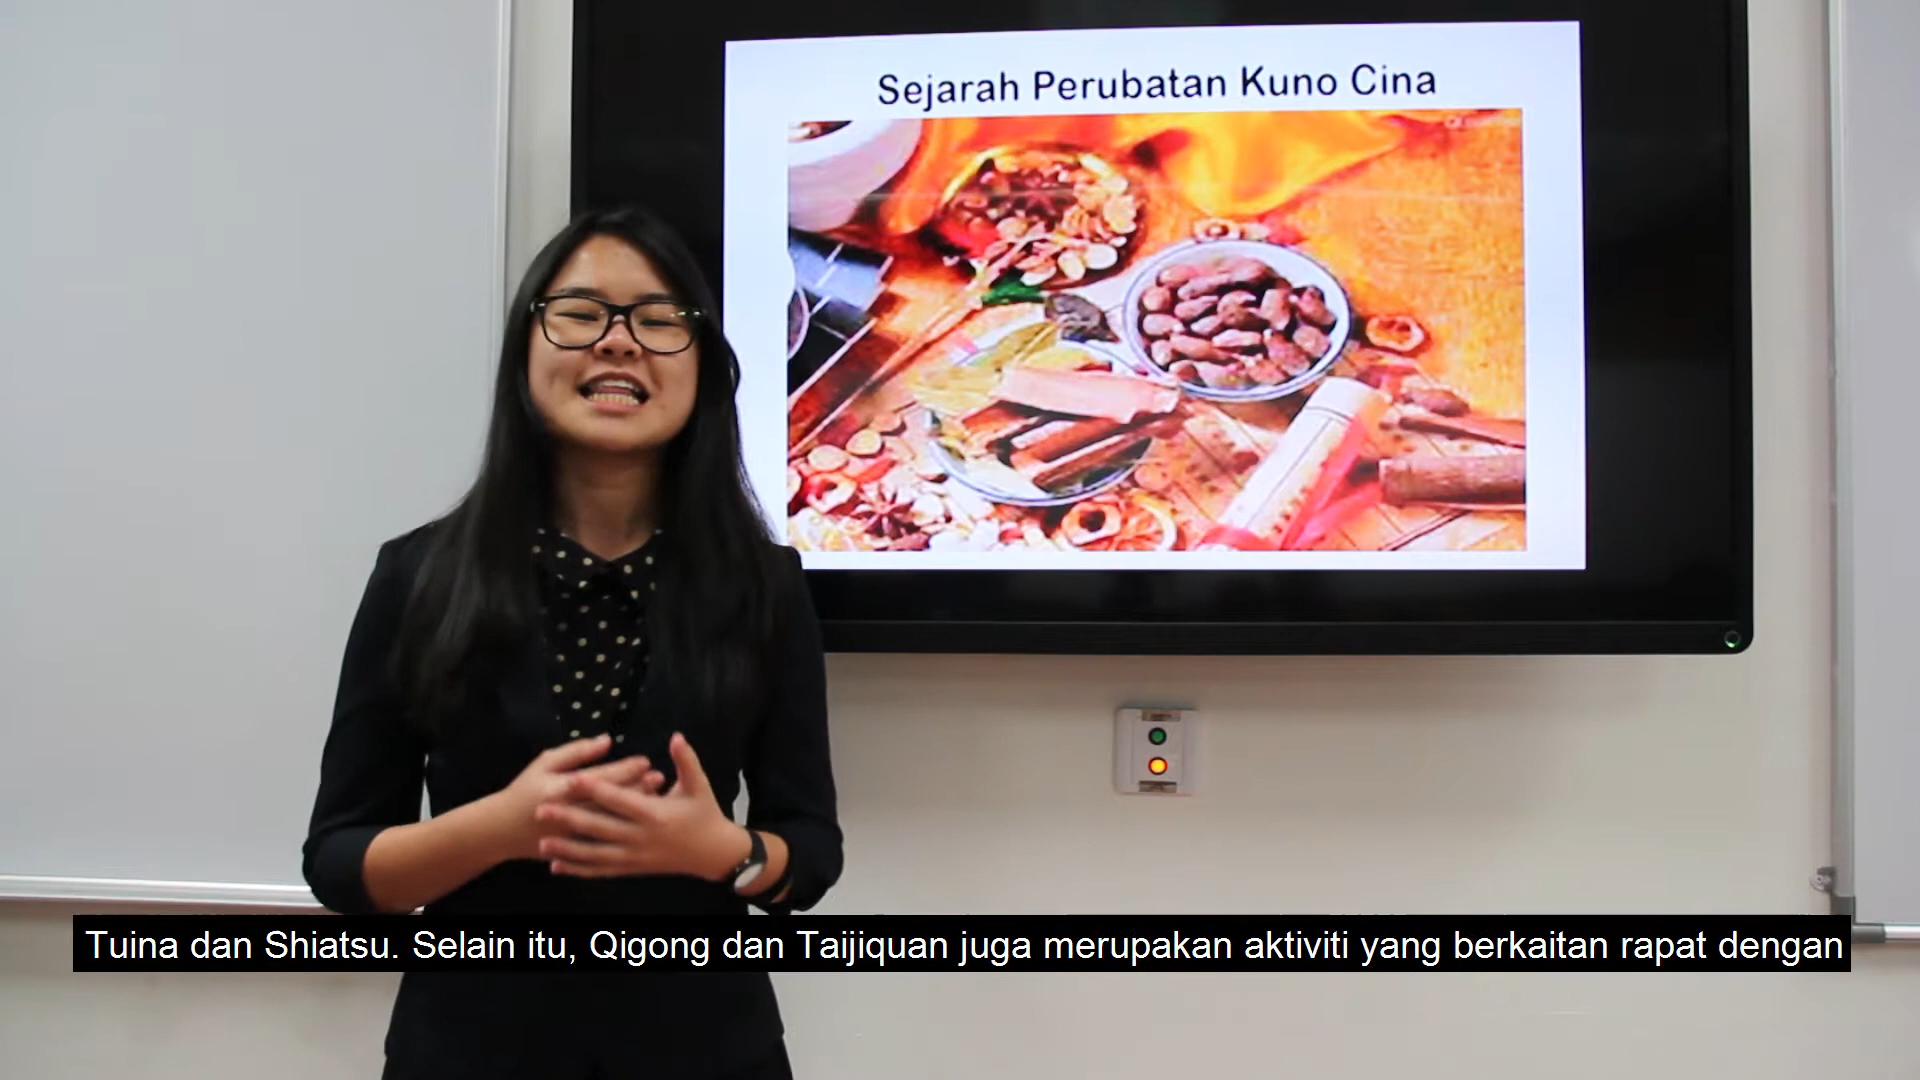 Sejarah Perubatan Kuno Cina
Tuina dan Shiatsu. Selain itu, Qigong dan Taijiquan juga merupakan aktiviti yang berkaitan rapat dengan